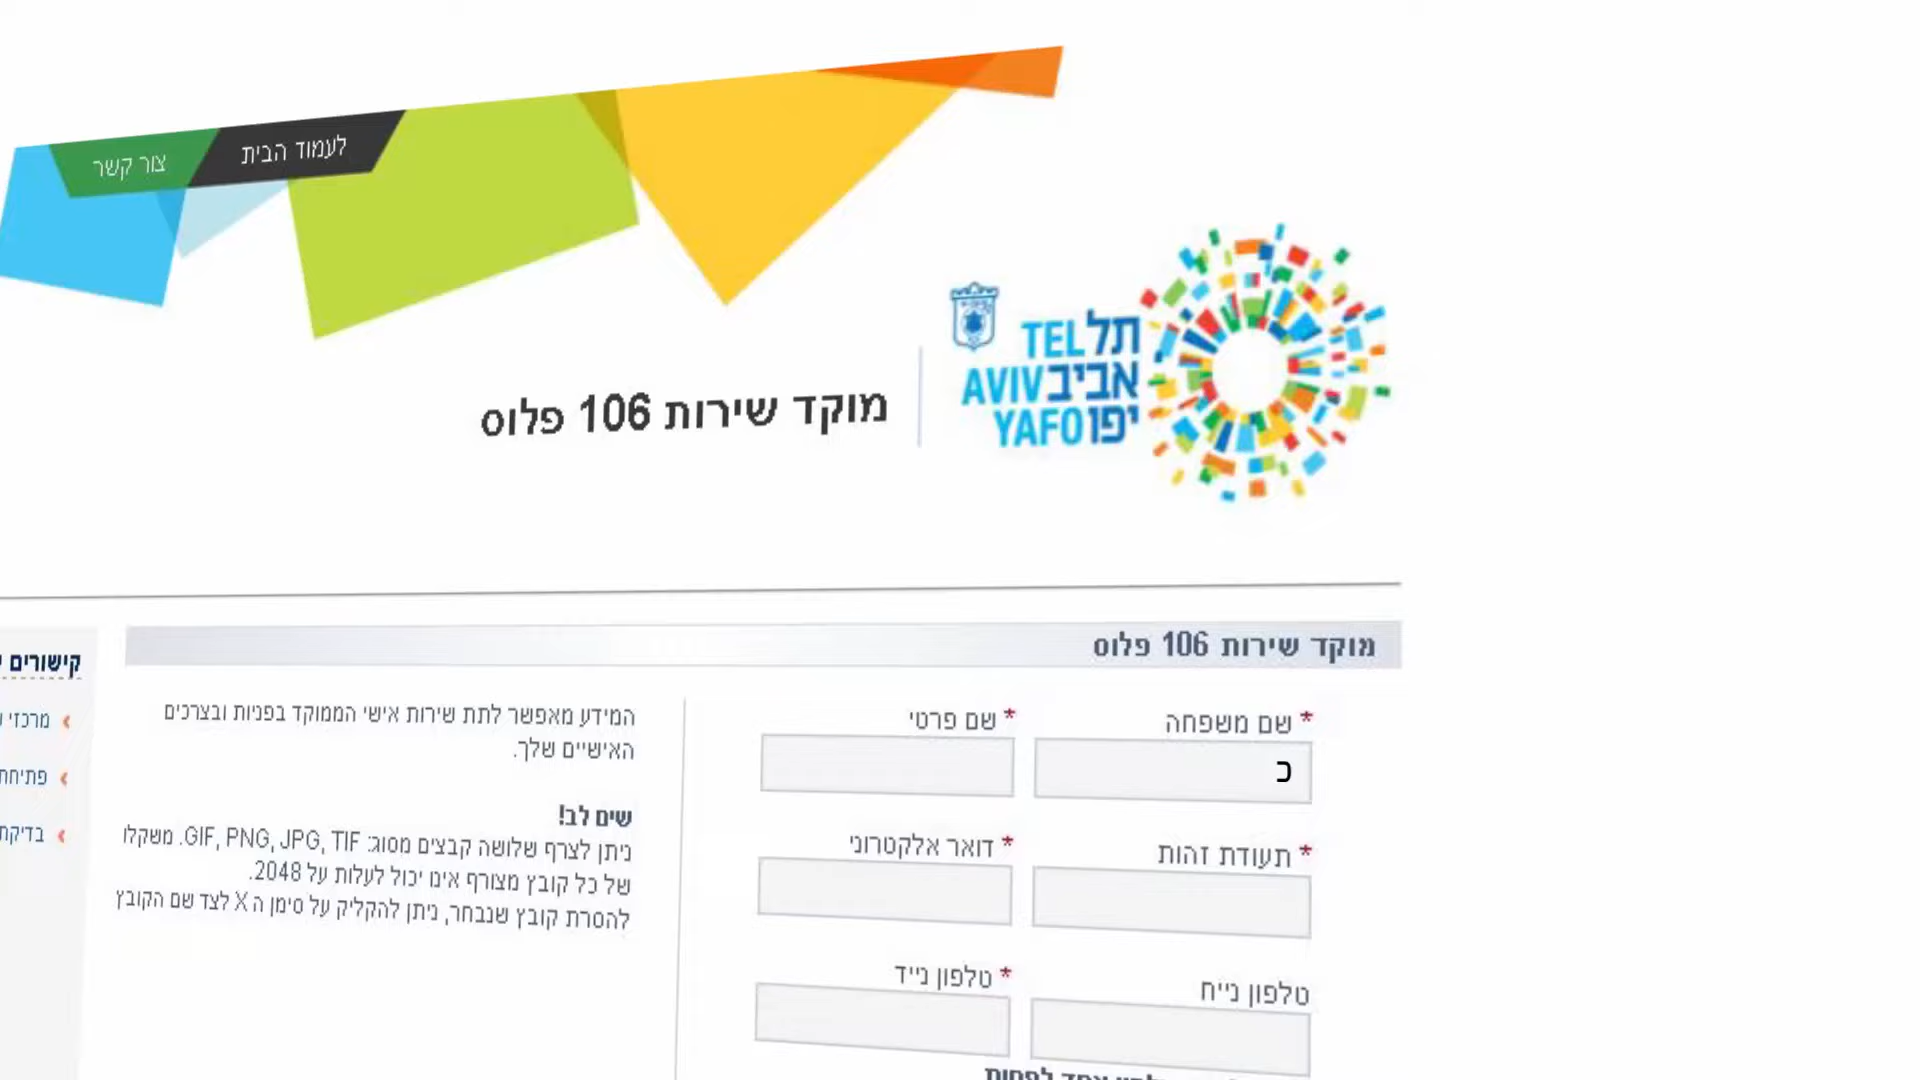 לעמוד הבית
צור קשר
תל TEL
אביב AVIV
יפו YAFO
מוקד שירות 106 פלוס
מוקד שירות 106 פלוס
* שם משפחה
* שם פרטי
כ
* תעודת זהות
* דואר אלקטרוני
טלפון נייח
* טלפון נייד
המידע מאפשר לתת שירות אישי הממוקד בפניות ובצרכים
האישיים שלך.
שים לב!
ניתן לצרף שלושה קבצים מסוג: GIF, PNG, JPG, TIF. משקלו
של כל קובץ מצורף אינו יכול לעלות על 2048.
להסרת קובץ שנבחר, ניתן להקליק על סימן ה X לצד שם הקובץ
קישורים
מרכזי
פתיחת
בדיקת